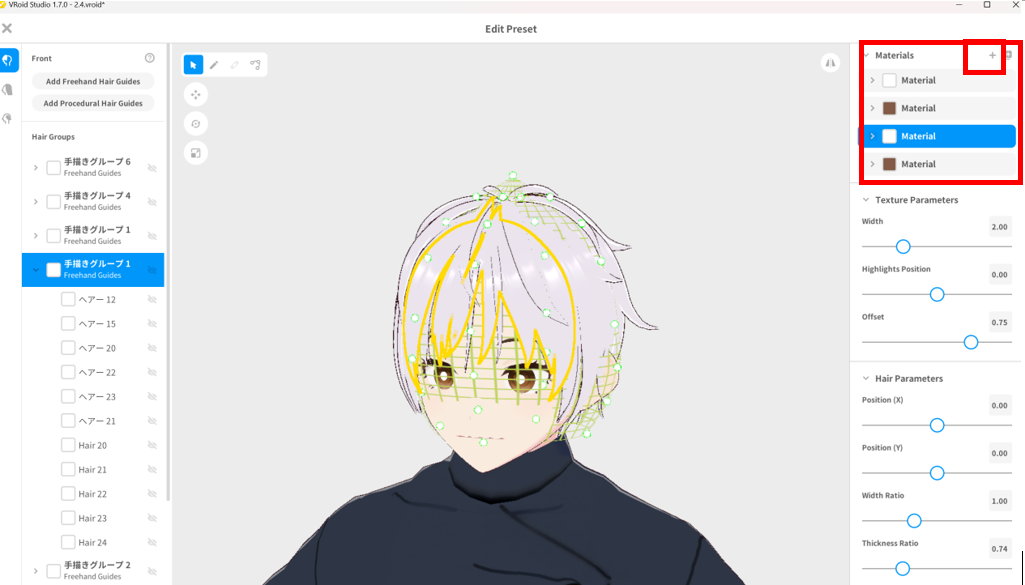 VRoid Studio 1.7.0 - 2.4.vroid*
Edit Preset
Front
Add Freehand Hair Guides
Add Procedural Hair Guides
Hair Groups
手描きグループ 6
Freehand Guides
手描きグループ 4
Freehand Guides
手描きグループ 1
Freehand Guides
手描きグループ 1
Freehand Guides
ヘアー 12
ヘアー 15
ヘアー 20
ヘアー 22
ヘアー 23
ヘアー 21
Hair 20
Hair 21
Hair 22
Hair 23
Hair 24
手描きグループ 2
Freehand Guides
Materials
Material
Material
Material
Material
Texture Parameters
Width
2.00
Highlights Position
0.00
Offset
0.75
Hair Parameters
Position (X)
0.00
Position (Y)
0.00
Width Ratio
1.00
Thickness Ratio
0.74